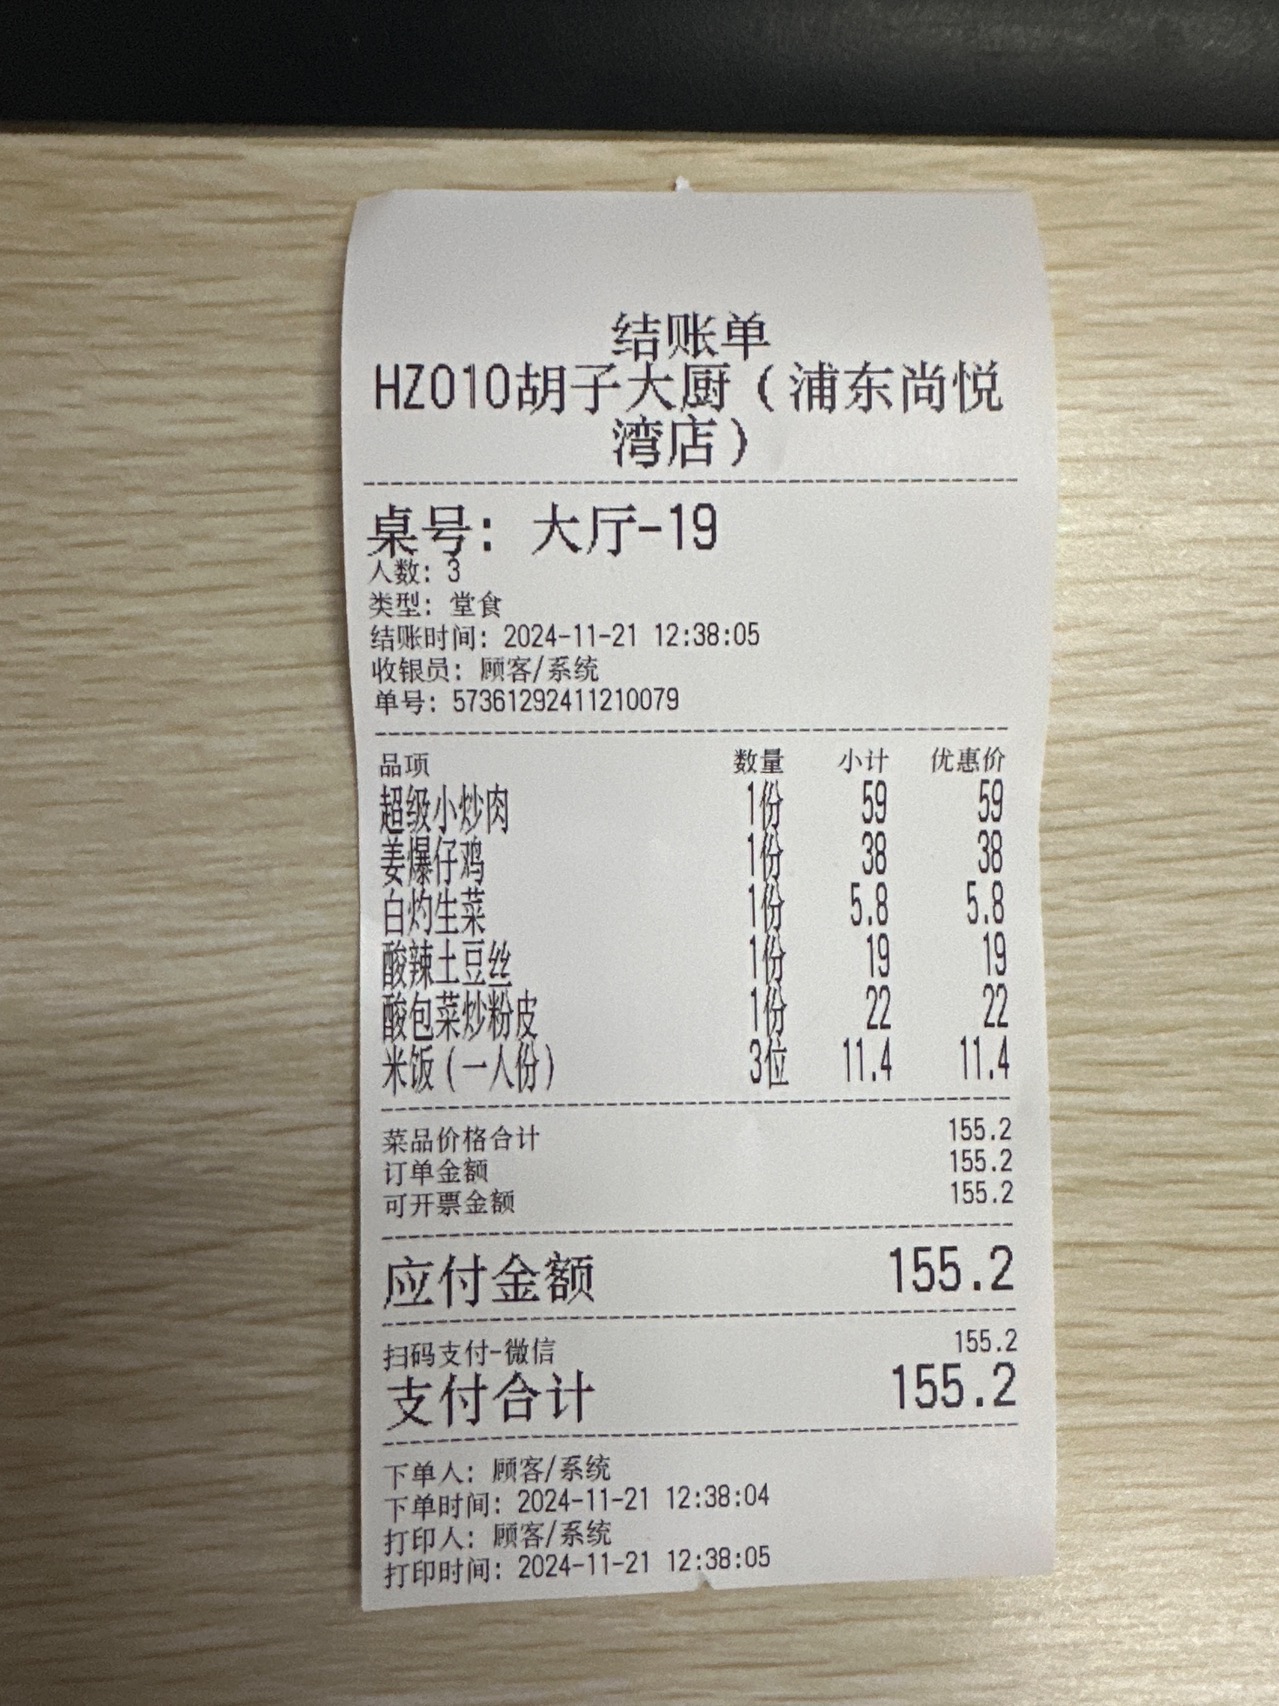 结账单
HZ010胡子大厨（浦东尚悦
湾店）
桌号：大厅-19
人数：3
类型：堂食
结账时间：2024-11-21 12:38:05
收银员：顾客/系统
单号：57361292411210079
品项 数量 小计 优惠价
超级小炒肉 1份 59 59
姜爆仔鸡 1份 38 38
白灼生菜 1份 5.8 5.8
酸辣土豆丝 1份 19 19
酸包菜炒粉皮 1份 22 22
米饭（一人份） 3位 11.4 11.4
菜品价格合计 155.2
订单金额 155.2
可开票金额 155.2
应付金额 155.2
扫码支付-微信 155.2
支付合计 155.2
下单人：顾客/系统
下单时间：2024-11-21 12:38:04
打印人：顾客/系统
打印时间：2024-11-21 12:38:05